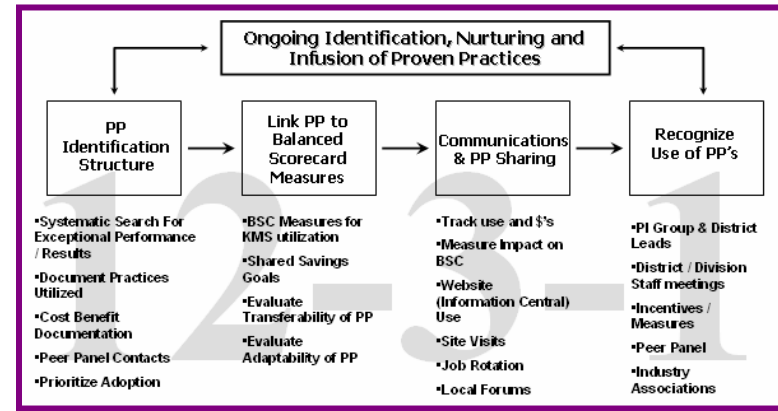 Ongoing Identification, Nurturing and
Infusion of Proven Practices
PP
Identification
Structure
Link PP to
Balanced
Scorecard
Measures
Communications
& PP Sharing
Recognize
Use of PP's
▪Systematic Search For
Exceptional Performance
/ Results
▪Document Practices
Utilized
▪Cost Benefit
Documentation
▪Peer Panel Contacts
▪Prioritize Adoption
▪BSC Measures for
KMS utilization
▪Shared Savings
Goals
▪Evaluate
Transferability of PP
▪Evaluate
Adaptability of PP
▪Track use and $'s
▪Measure Impact on
BSC
▪Website
(Information Central)
Use
▪Site Visits
▪Job Rotation
▪Local Forums
▪PI Group & District
Leads
▪District / Division
Staff meetings
▪Incentives /
Measures
▪Peer Panel
▪Industry
Associations
12-3-1